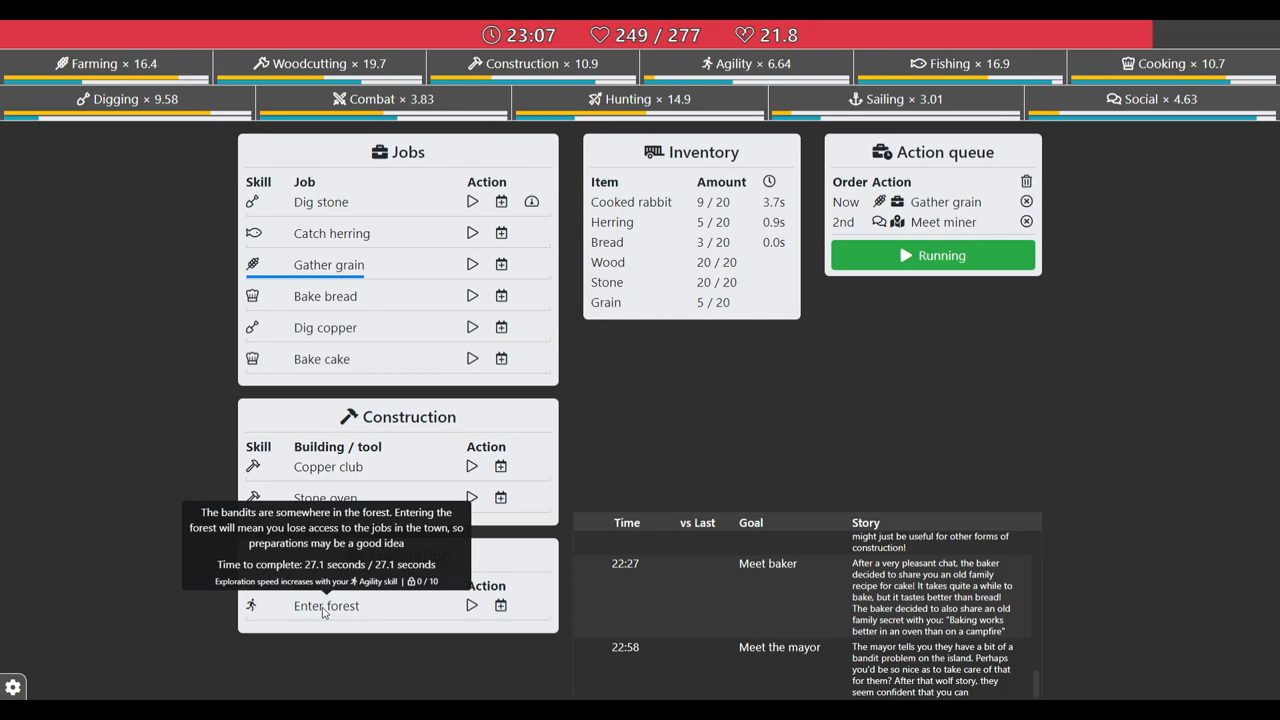 23:07 249 / 277 21.8
Farming × 16.4 Woodcutting × 19.7 Construction × 10.9 Agility × 6.64 Fishing × 16.9 Cooking × 10.7
Digging × 9.58 Combat × 3.83 Hunting × 14.9 Sailing × 3.01 Social × 4.63
Jobs
Skill Job Action
Dig stone
Catch herring
Gather grain
Bake bread
Dig copper
Bake cake
Construction
Skill Building / tool Action
Copper club
Stone oven
The bandits are somewhere in the forest. Entering the
forest will mean you lose access to the jobs in the town, so
preparations may be a good idea
Time to complete: 27.1 seconds / 27.1 seconds
Exploration speed increases with your Agility skill | 0 / 10
Action
Enter forest
Inventory
Item Amount
Cooked rabbit 9 / 20 3.7s
Herring 5 / 20 0.9s
Bread 3 / 20 0.0s
Wood 20 / 20
Stone 20 / 20
Grain 5 / 20
Action queue
Order Action
Now Gather grain
2nd Meet miner
Running
Time vs Last Goal Story
might just be useful for other forms of
construction!
22:27 Meet baker After a very pleasant chat, the baker
decided to share you an old family
recipe for cake! It takes quite a while to
bake, but it tastes better than bread!
The baker decided to also share an old
family secret with you: "Baking works
better in an oven than on a campfire"
22:58 Meet the mayor The mayor tells you they have a bit of a
bandit problem on the island. Perhaps
you'd be so nice as to take care of that
for them? After that wolf story, they
seem confident that you can